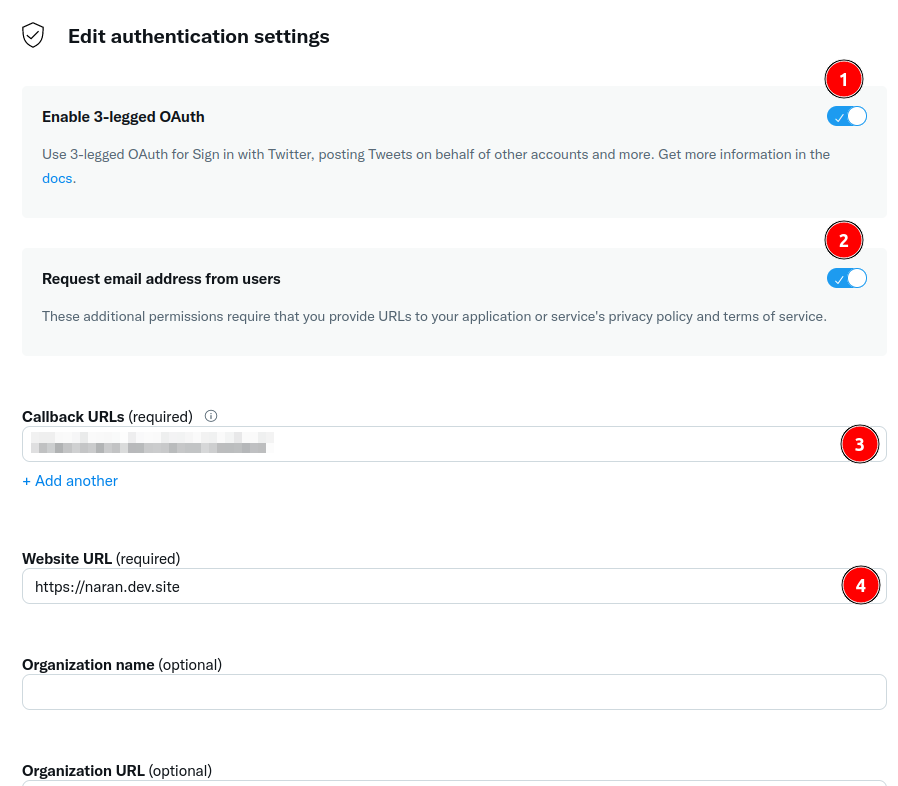 Edit authentication settings
1
Enable 3-legged OAuth
Use 3-legged OAuth for Sign in with Twitter, posting Tweets on behalf of other accounts and more. Get more information in the
docs.
2
Request email address from users
These additional permissions require that you provide URLs to your application or service's privacy policy and terms of service.
Callback URLs (required)
3
+ Add another
Website URL (required)
https://naran.dev.site
4
Organization name (optional)
Organization URL (optional)